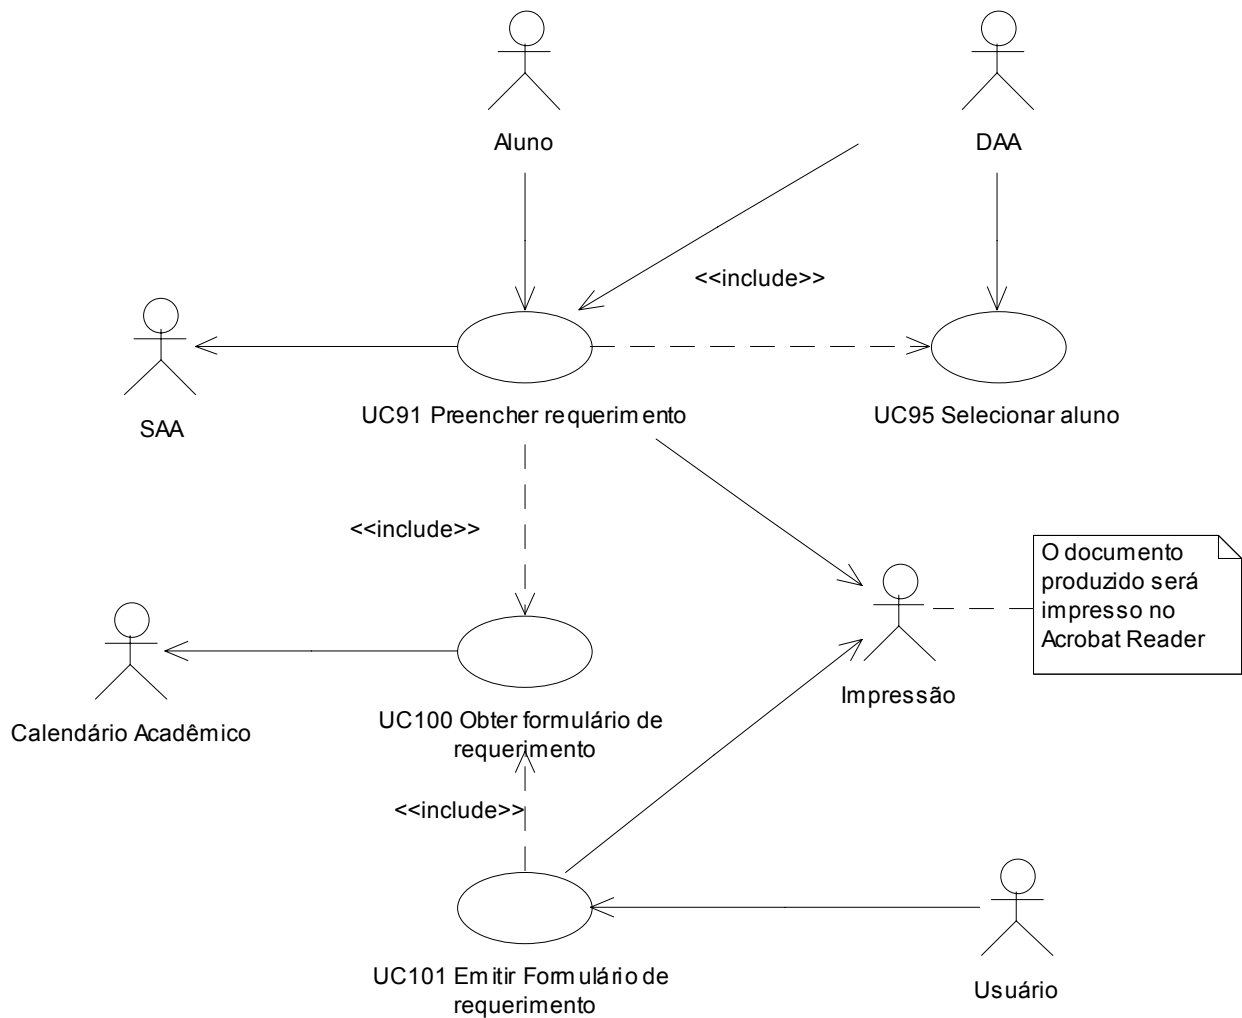 Aluno
DAA
<<include>>
SAA
UC91 Preencher requerimento
UC95 Selecionar aluno
<<include>>
O documento
produzido será
impresso no
Acrobat Reader
Impressão
Calendário Acadêmico
UC100 Obter formulário de
requerimento
<<include>>
UC101 Emitir Formulário de
requerimento
Usuário